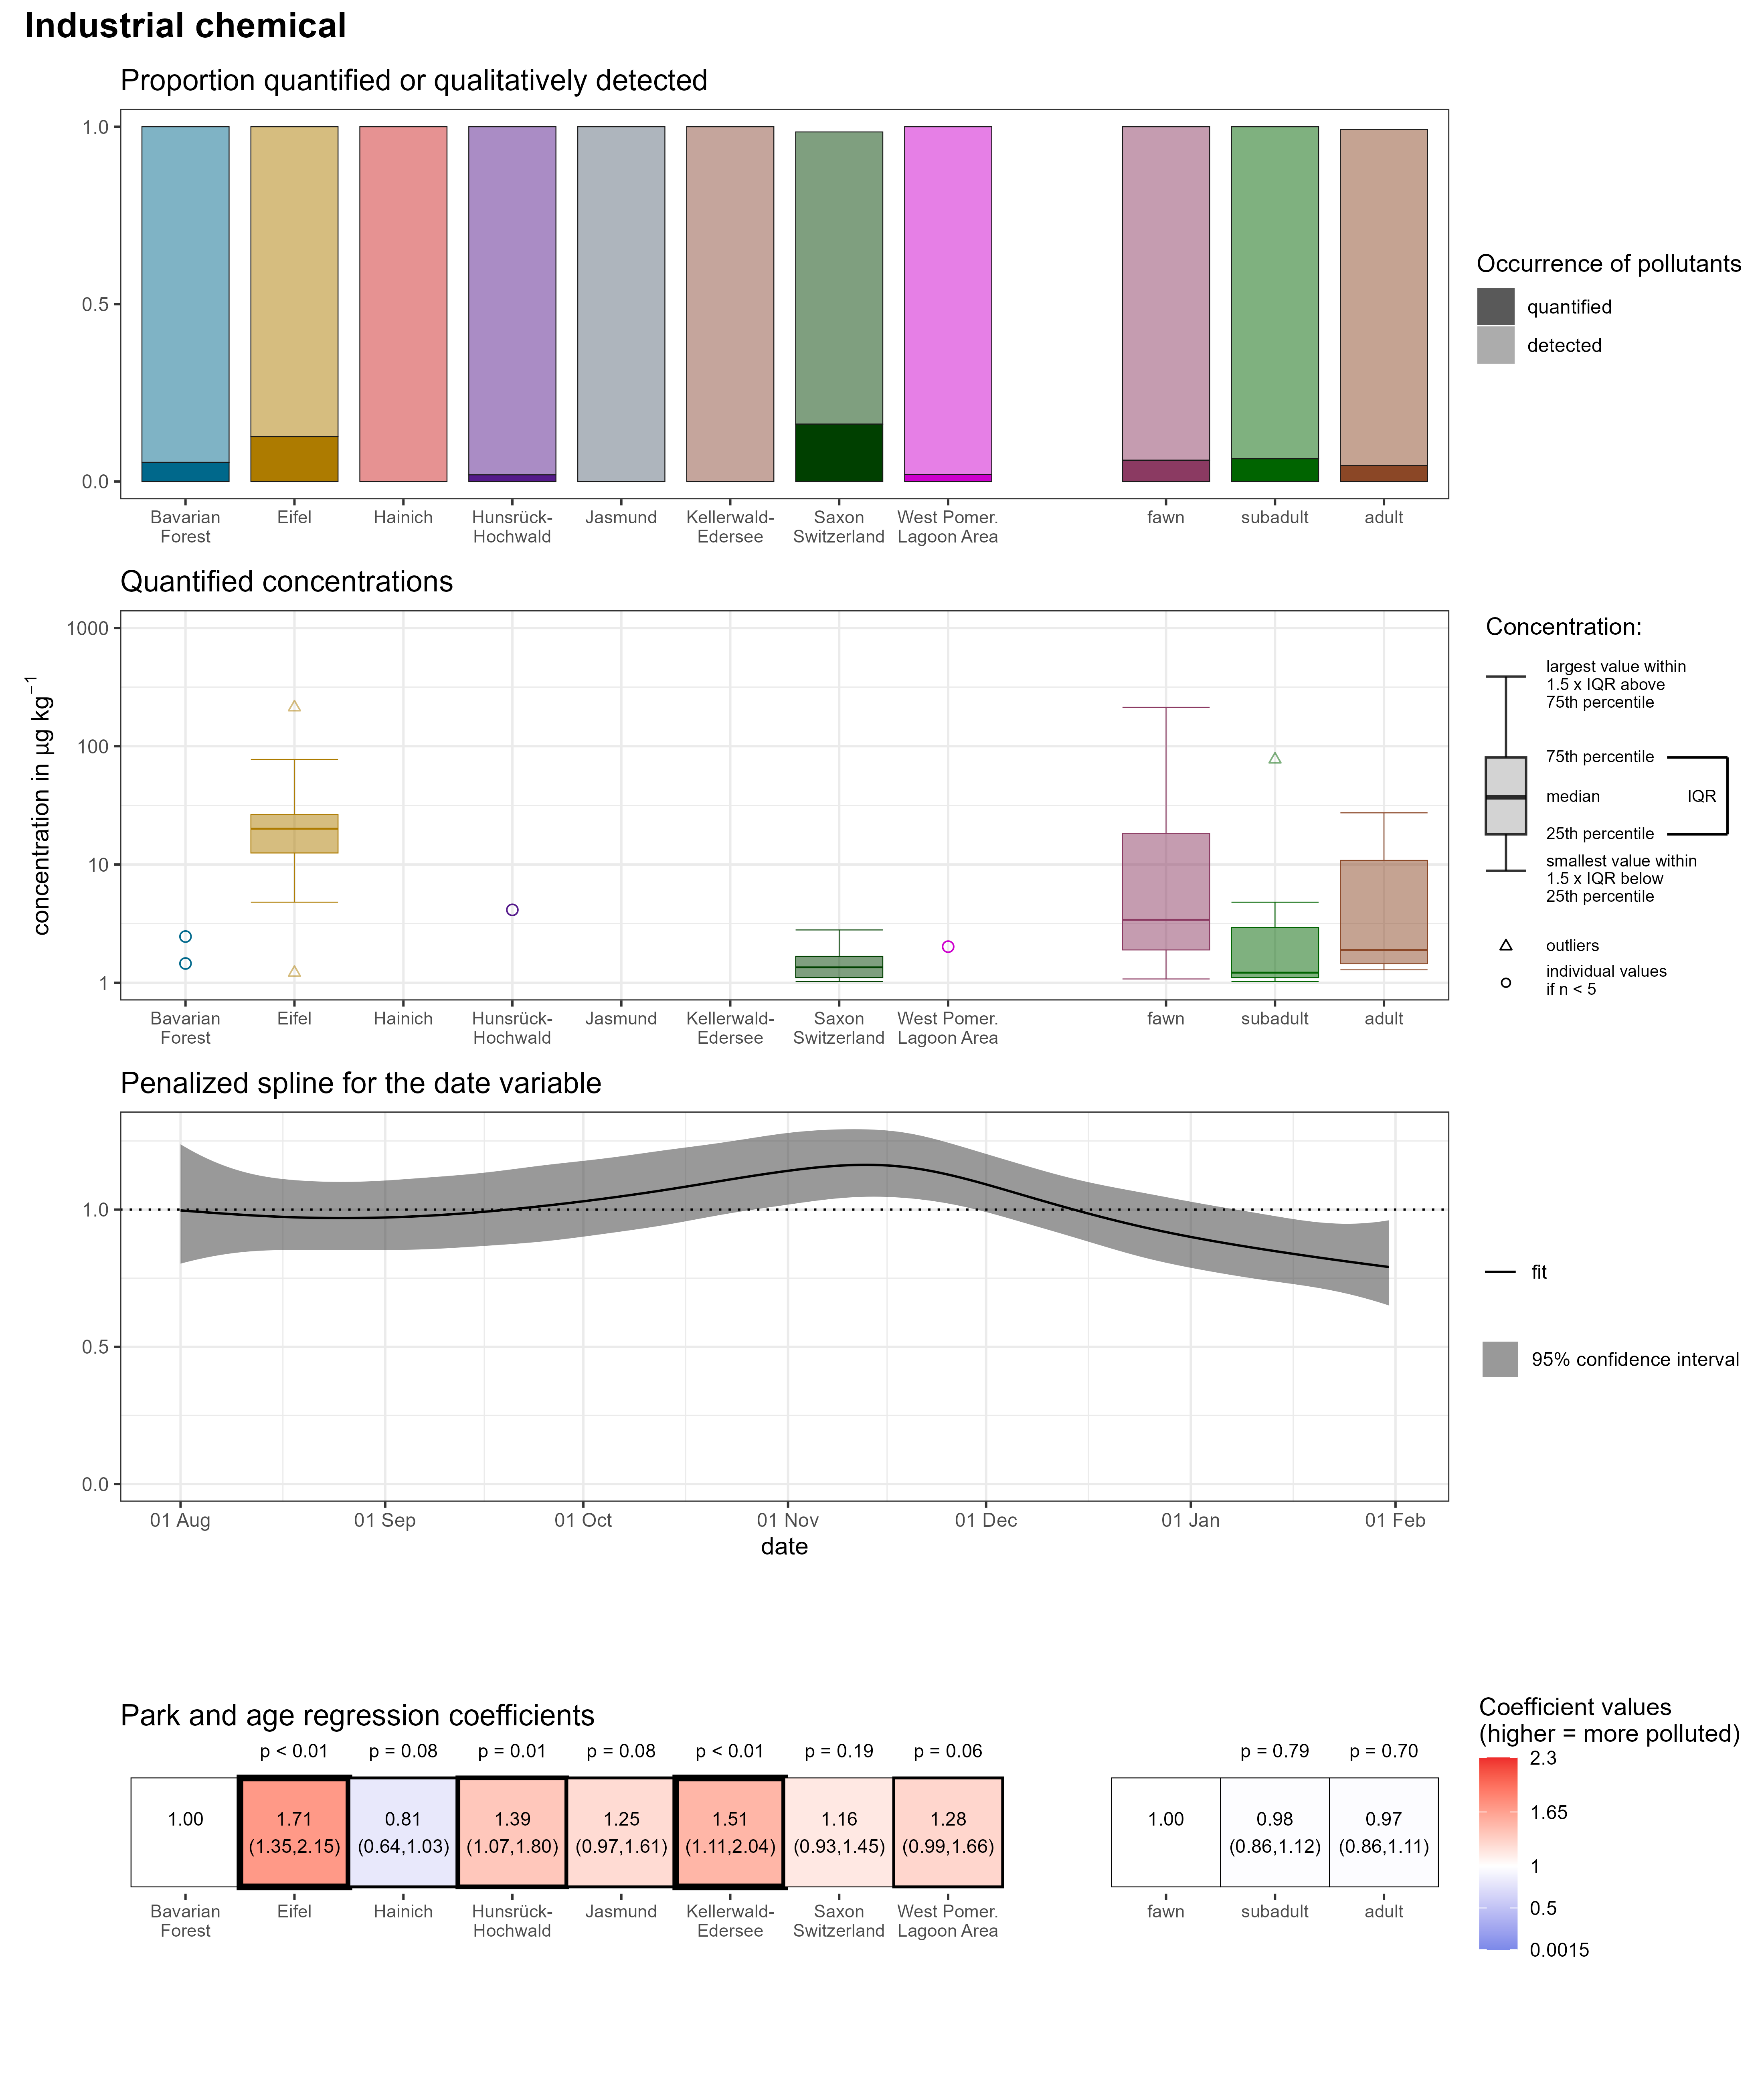 Industrial chemical
Proportion quantified or qualitatively detected
1.0
0.5
0.0
Bavarian Forest
Eifel
Hainich
Hunsrück-Hochwald
Jasmund
Kellerwald-Edersee
Saxon Switzerland
West Pomer. Lagoon Area
fawn
subadult
adult
Occurrence of pollutants
quantified
detected
Quantified concentrations
concentration in µg kg⁻¹
1000
100
10
1
Bavarian Forest
Eifel
Hainich
Hunsrück-Hochwald
Jasmund
Kellerwald-Edersee
Saxon Switzerland
West Pomer. Lagoon Area
fawn
subadult
adult
Concentration:
largest value within
1.5 x IQR above
75th percentile
75th percentile
median
IQR
25th percentile
smallest value within
1.5 x IQR below
25th percentile
outliers
individual values
if n < 5
Penalized spline for the date variable
1.0
0.5
0.0
01 Aug
01 Sep
01 Oct
01 Nov
01 Dec
01 Jan
01 Feb
date
fit
95% confidence interval
Park and age regression coefficients
p < 0.01
p = 0.08
p = 0.01
p = 0.08
p < 0.01
p = 0.19
p = 0.06
p = 0.79
p = 0.70
1.00
1.71
(1.35,2.15)
0.81
(0.64,1.03)
1.39
(1.07,1.80)
1.25
(0.97,1.61)
1.51
(1.11,2.04)
1.16
(0.93,1.45)
1.28
(0.99,1.66)
1.00
0.98
(0.86,1.12)
0.97
(0.86,1.11)
Bavarian Forest
Eifel
Hainich
Hunsrück-Hochwald
Jasmund
Kellerwald-Edersee
Saxon Switzerland
West Pomer. Lagoon Area
fawn
subadult
adult
Coefficient values
(higher = more polluted)
2.3
1.65
1
0.5
0.0015